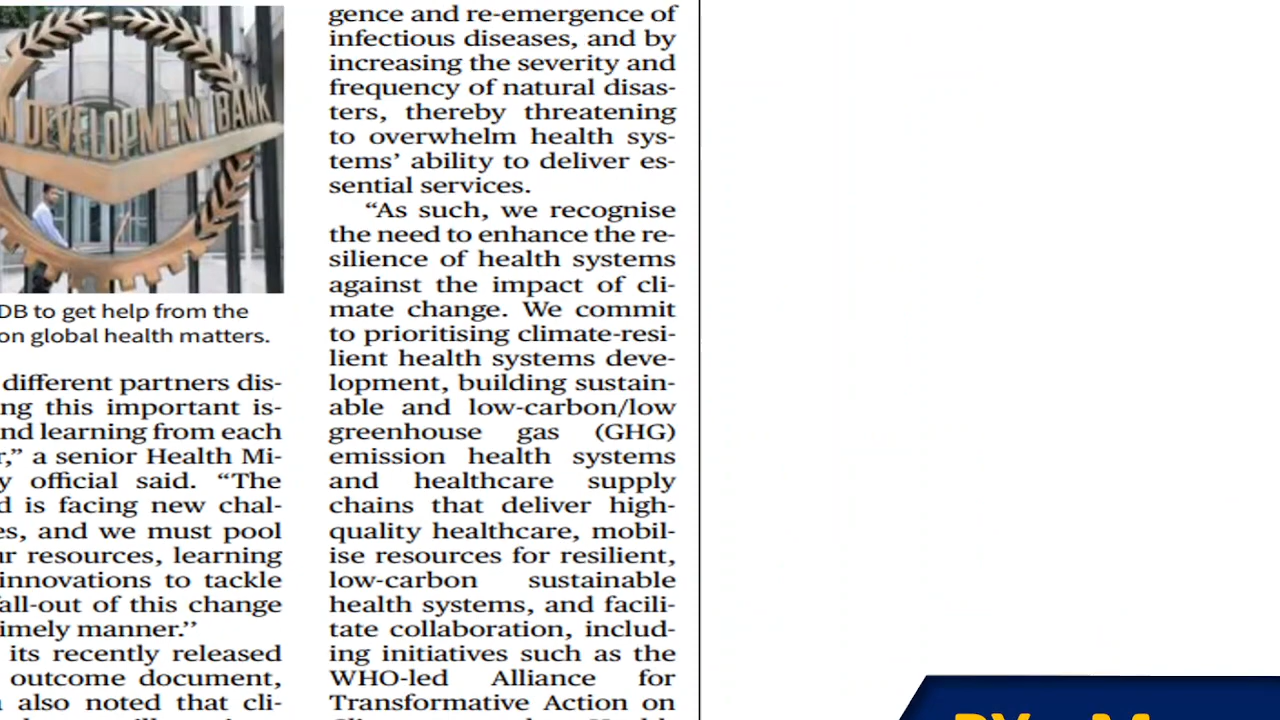 N DEVELOPMENT BANK
DB to get help from the
on global health matters.
different partners dis-
ng this important is-
nd learning from each
r,” a senior Health Mi-
y official said. “The
d is facing new chal-
es, and we must pool
ur resources, learning
innovations to tackle
fall-out of this change
imely manner.’’
its recently released
outcome document,
also noted that cli-
gence and re-emergence of
infectious diseases, and by
increasing the severity and
frequency of natural disas-
ters, thereby threatening
to overwhelm health sys-
tems’ ability to deliver es-
sential services.
“As such, we recognise
the need to enhance the re-
silience of health systems
against the impact of cli-
mate change. We commit
to prioritising climate-resi-
lient health systems deve-
lopment, building sustain-
able and low-carbon/low
greenhouse gas (GHG)
emission health systems
and healthcare supply
chains that deliver high-
quality healthcare, mobil-
ise resources for resilient,
low-carbon sustainable
health systems, and facili-
tate collaboration, includ-
ing initiatives such as the
WHO-led Alliance for
Transformative Action on